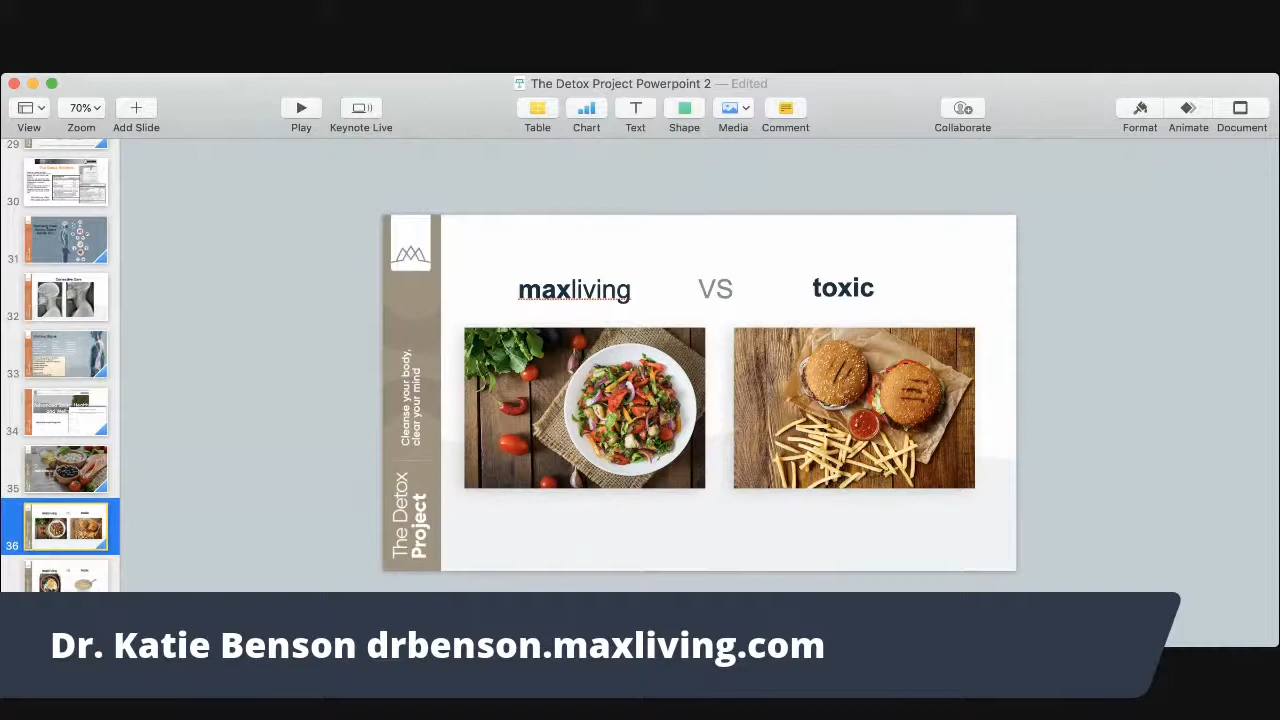 The Detox Project Powerpoint 2 — Edited
70%
View
Zoom
Add Slide
Play
Keynote Live
Table
Chart
Text
Shape
Media
Comment
Collaborate
Format
Animate
Document
29
30
31
32
33
34
35
36
maxliving VS toxic
Cleanse your body,
clear your mind
The Detox
Project
Dr. Katie Benson drbenson.maxliving.com